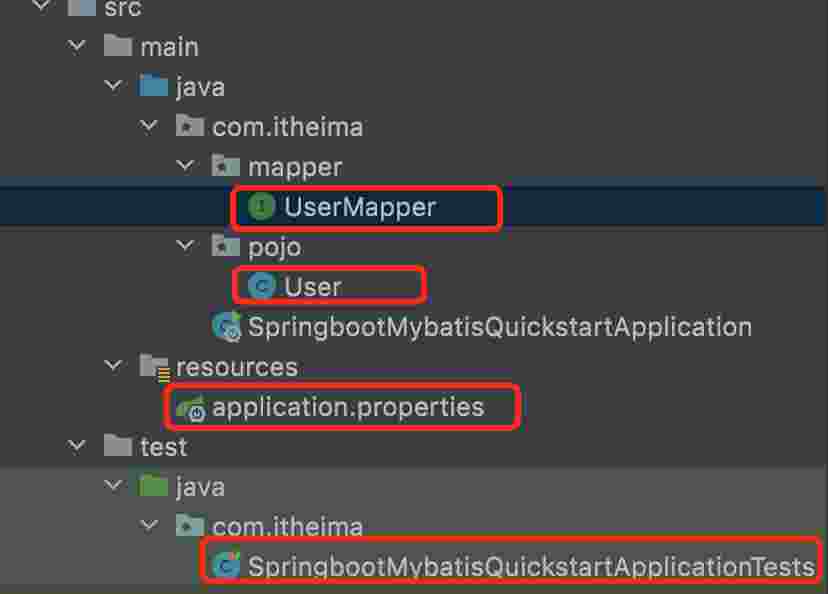 src
main
java
com.itheima
mapper
UserMapper
pojo
User
SpringbootMybatisQuickstartApplication
resources
application.properties
test
java
com.itheima
SpringbootMybatisQuickstartApplicationTests